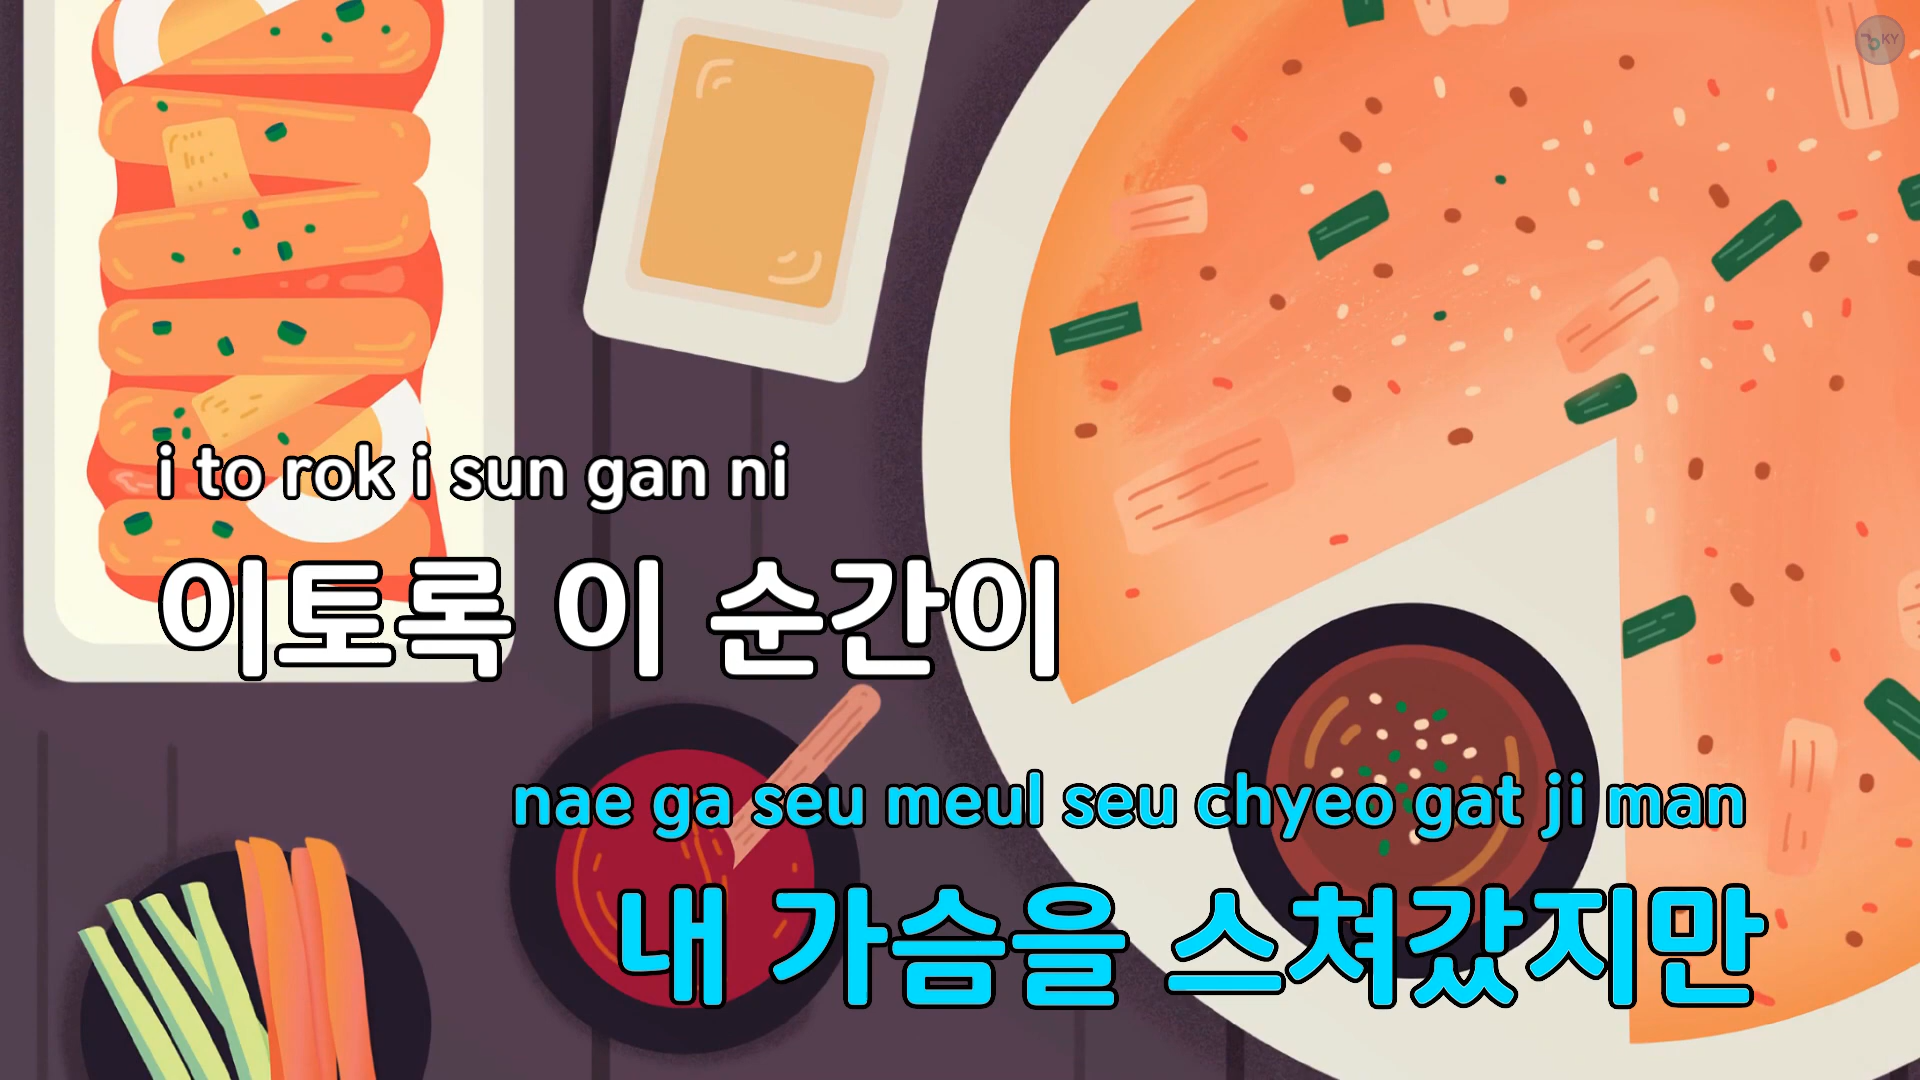 KY
i to rok i sun gan ni
이토록 이 순간이
nae ga seu meul seu chyeo gat ji man
내 가슴을 스쳐갔지만